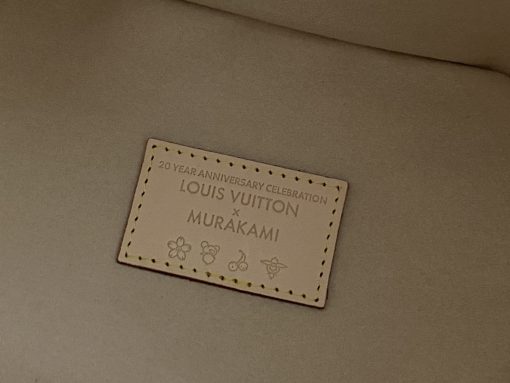 20 YEAR ANNIVERSARY CELEBRATION
LOUIS VUITTON
x
MURAKAMI